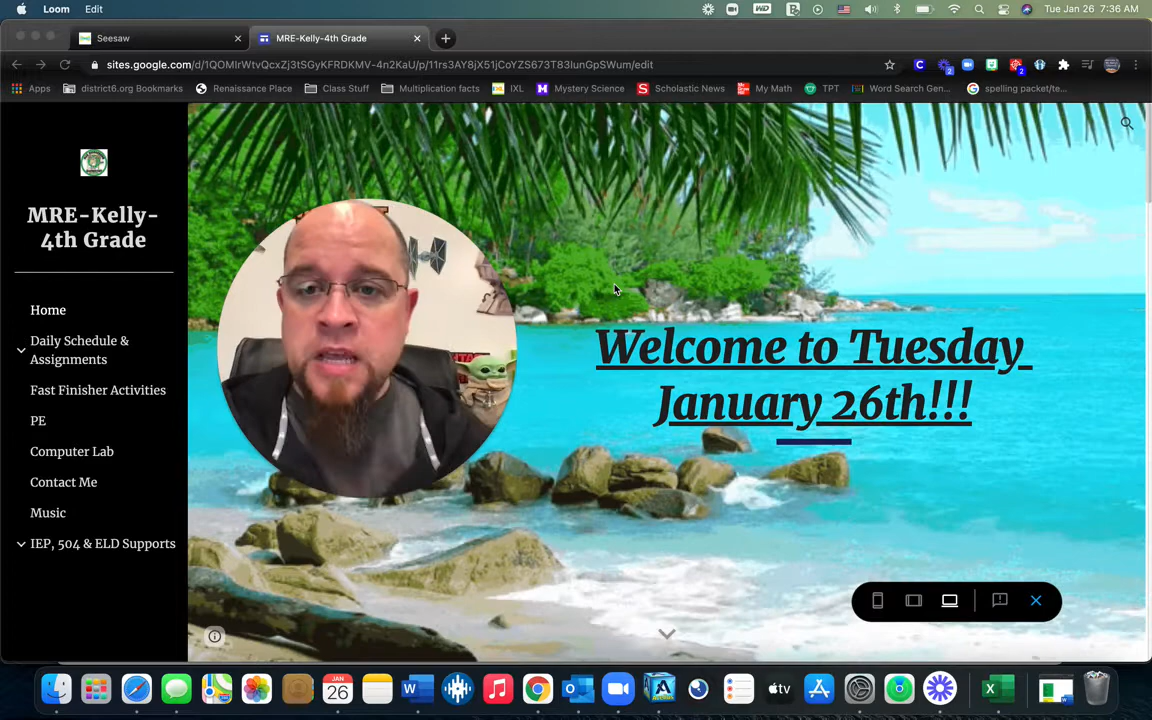 Loom Edit Tue Jan 26 7:36 AM
Seesaw MRE-Kelly-4th Grade
sites.google.com/d/1QOMIrWtvQcxZj3tSGyKFRDKMV-4n2KaU/p/11rs3AY8jX51jCoYZS673T83lunGpSWum/edit
Apps district6.org Bookmarks Renaissance Place Class Stuff Multiplication facts IXL Mystery Science Scholastic News My Math TPT Word Search Gen... spelling packet/te...
MRE-Kelly-
4th Grade
Home
Daily Schedule &
Assignments
Fast Finisher Activities
PE
Computer Lab
Contact Me
Music
IEP, 504 & ELD Supports
Welcome to Tuesday
January 26th!!!
JAN
26
tv